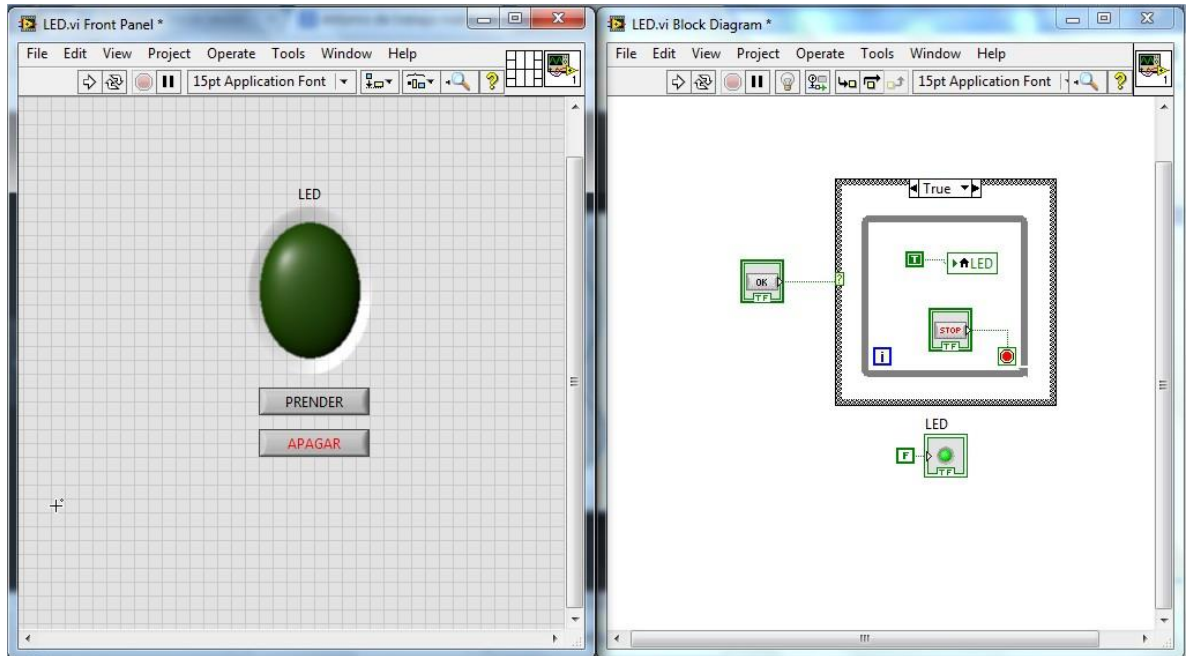 LED.vi Front Panel *
File Edit View Project Operate Tools Window Help
15pt Application Font
1
LED
PRENDER
APAGAR
LED.vi Block Diagram *
File Edit View Project Operate Tools Window Help
15pt Application Font
1
True
T
LED
OK
TF
?
STOP
TF
i
LED
F
TF